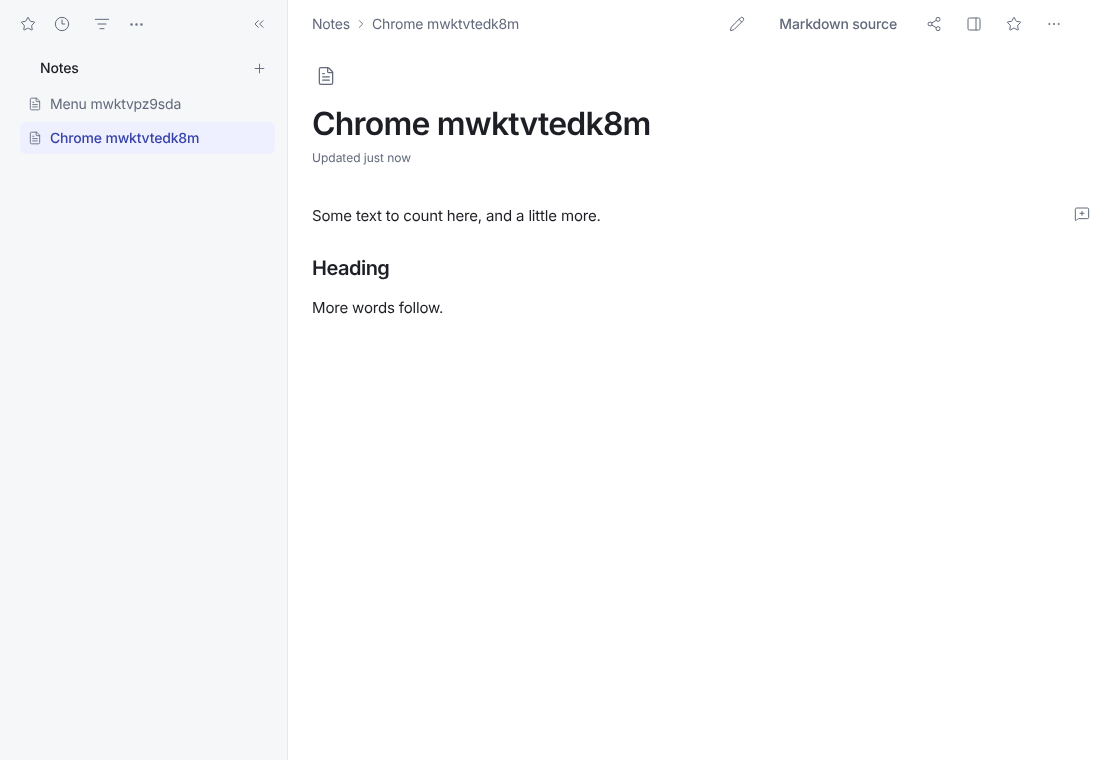 Notes
Menu mwktvpz9sda
Chrome mwktvtedk8m
Notes > Chrome mwktvtedk8m
Markdown source
Chrome mwktvtedk8m
Updated just now
Some text to count here, and a little more.
Heading
More words follow.